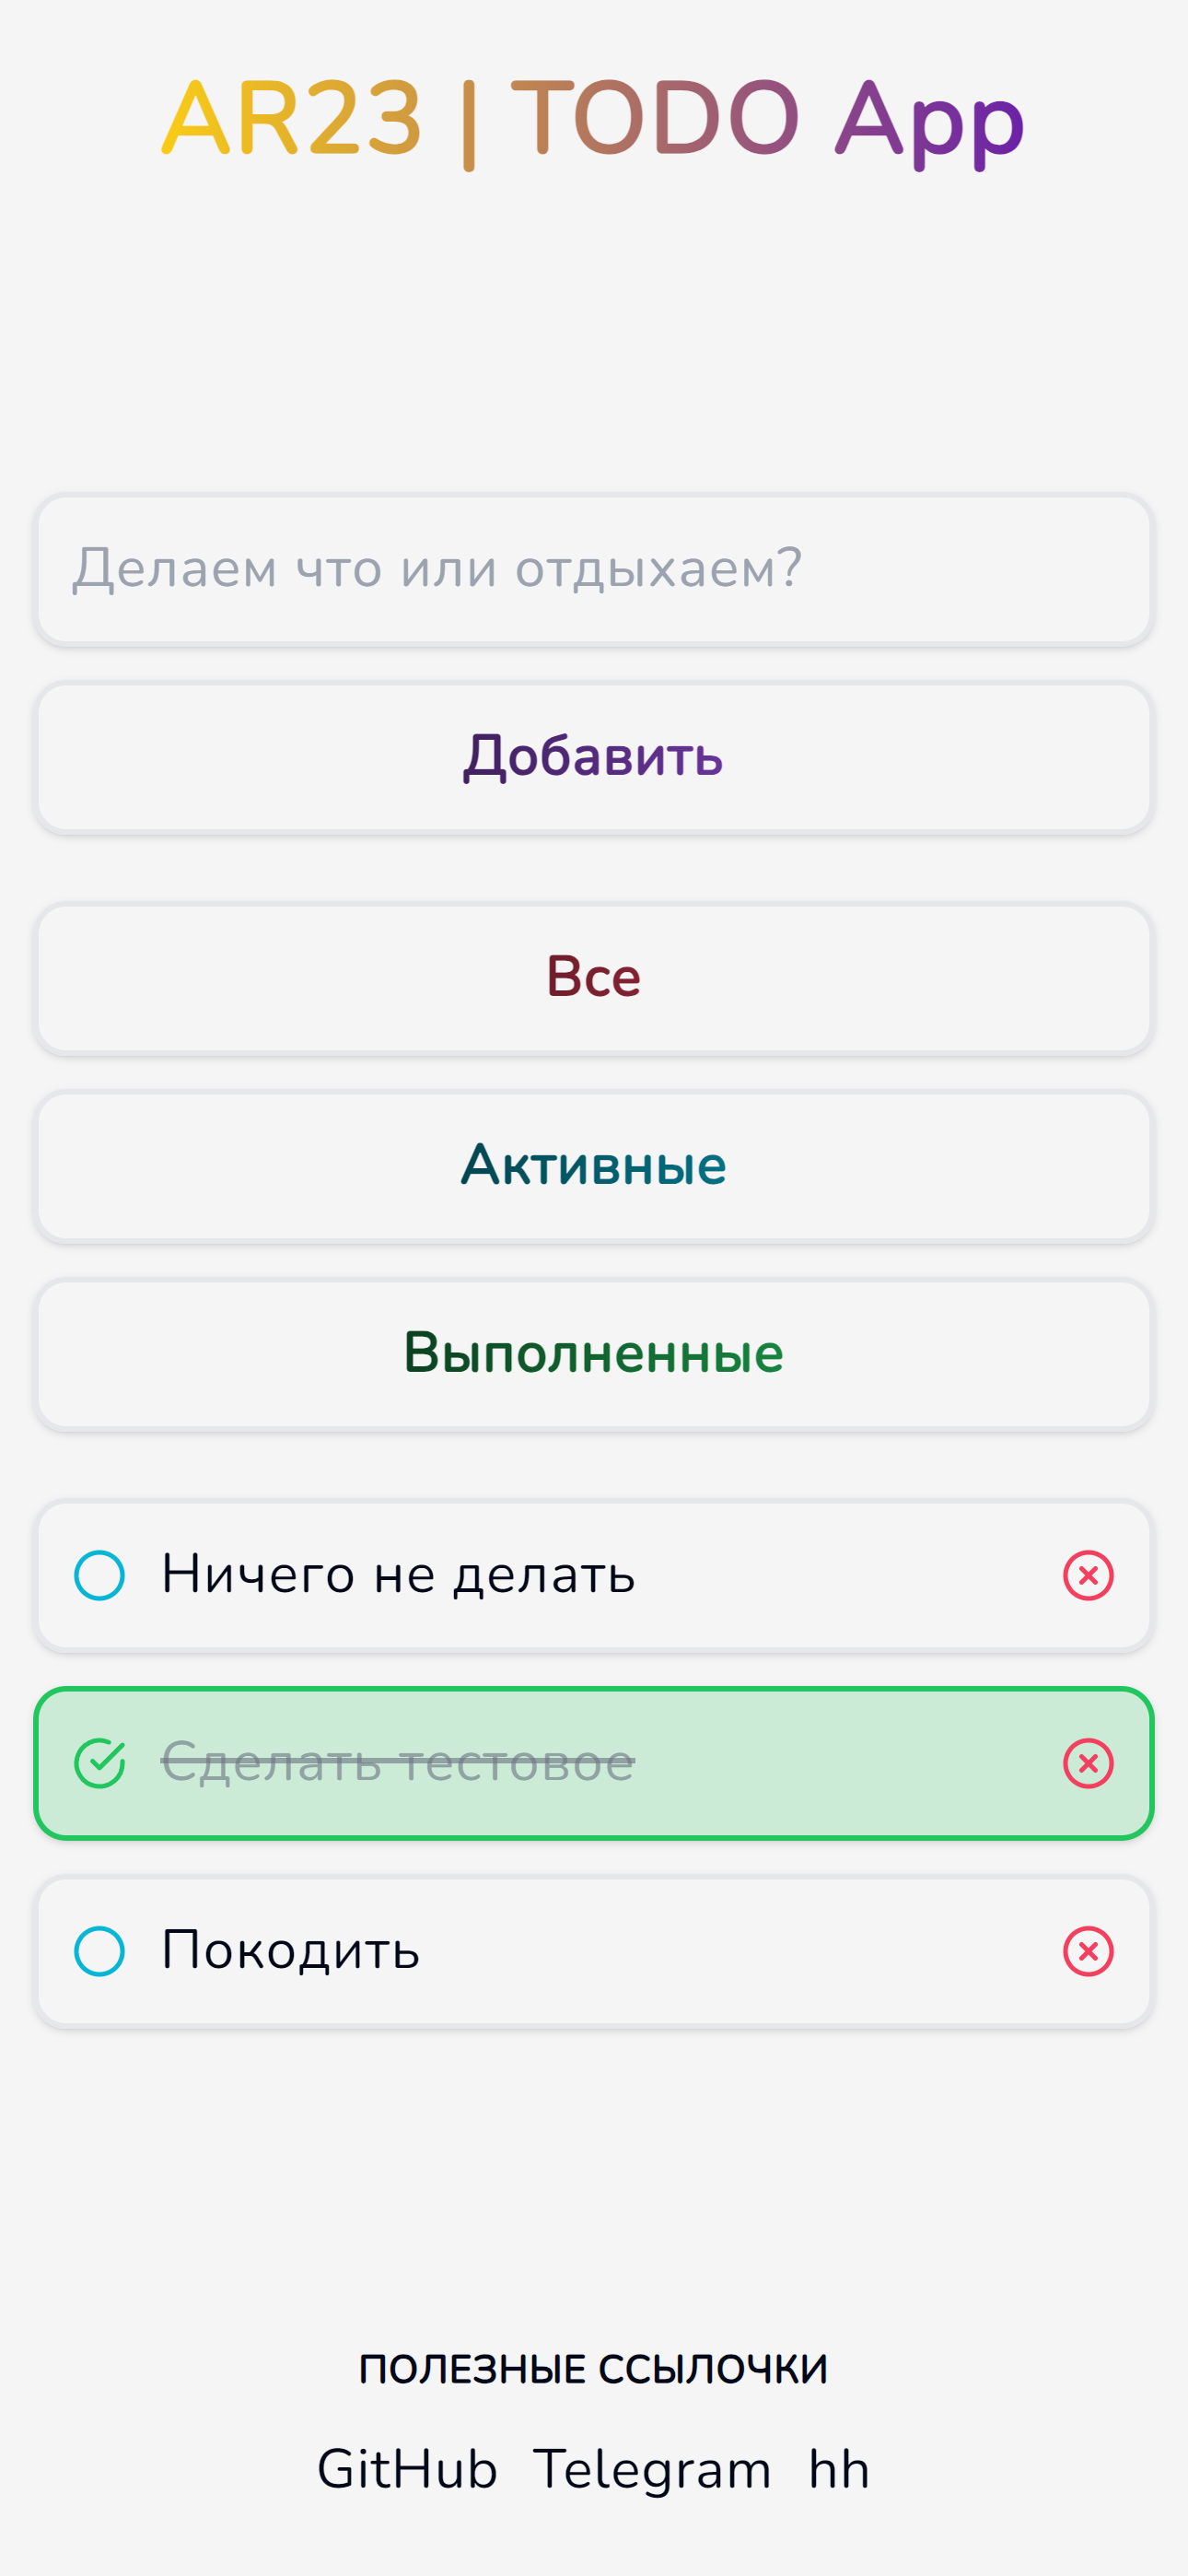 AR23 | TODO App
Делаем что или отдыхаем?
Добавить
Все
Активные
Выполненные
Ничего не делать
Сделать тестовое
Покодить
ПОЛЕЗНЫЕ ССЫЛОЧКИ
GitHub Telegram hh